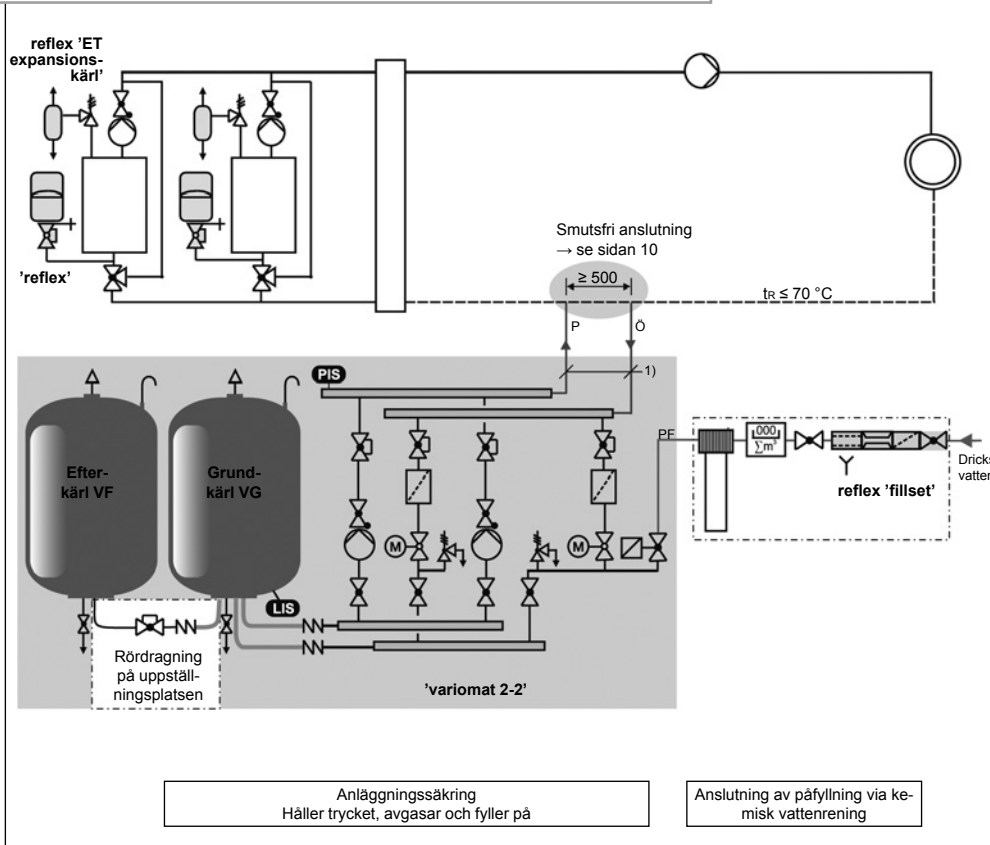 reflex 'ET
expansions-
kärl'
'reflex'
Smutsfri anslutning
→ se sidan 10
≥ 500
tR ≤ 70 °C
P
Ö
1)
PIS
PF
000
∑m³
Dricks
vatten
reflex 'fillset'
Efter-
kärl VF
Grund-
kärl VG
M
M
LIS
Rördragning
på uppställ-
ningsplatsen
'variomat 2-2'
Anläggningssäkring
Håller trycket, avgasar och fyller på
Anslutning av påfyllning via ke-
misk vattenrening